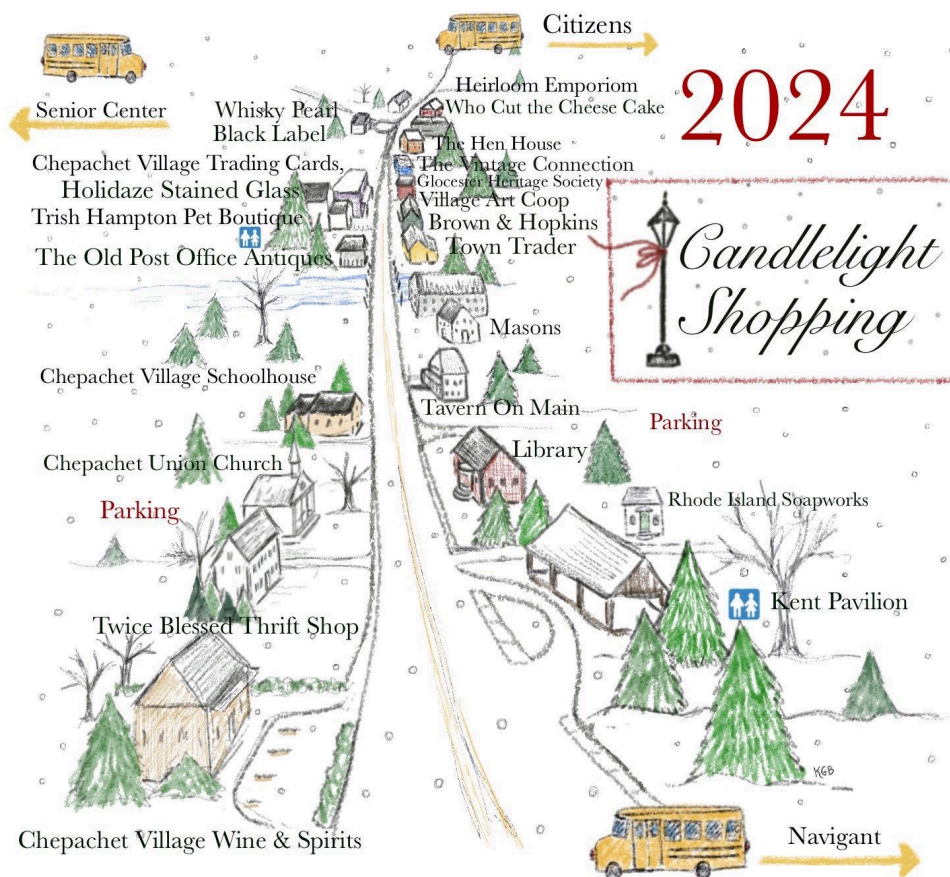 Citizens
Senior Center
2024
Heirloom Emporium
Who Cut the Cheese Cake
Whisky Pearl
Black Label
The Hen House
Chepachet Village Trading Cards,
The Vintage Connection
Holidaze Stained Glass
Glocester Heritage Society
Village Art Coop
Trish Hampton Pet Boutique
Brown & Hopkins
Town Trader
The Old Post Office Antiques
Candlelight
Shopping
Masons
Chepachet Village Schoolhouse
Tavern On Main
Parking
Library
Chepachet Union Church
Rhode Island Soapworks
Parking
Kent Pavilion
Twice Blessed Thrift Shop
KGB
Chepachet Village Wine & Spirits
Navigant